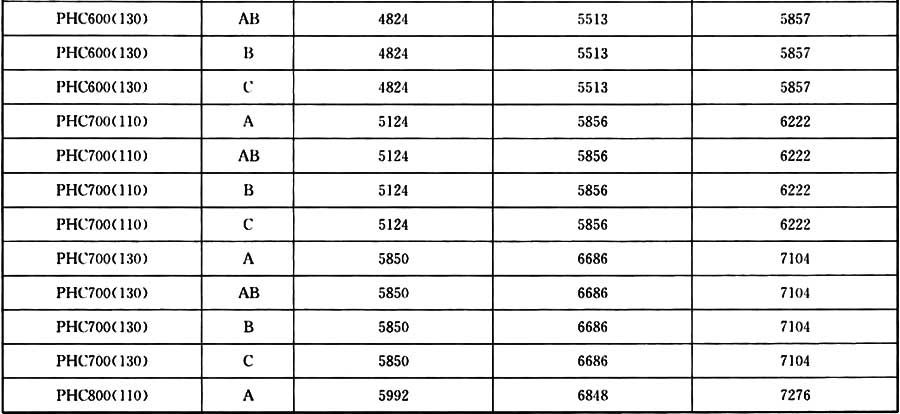 PHC600(130) AB 4824 5513 5857
PHC600(130) B 4824 5513 5857
PHC600(130) C 4824 5513 5857
PHC700(110) A 5124 5856 6222
PHC700(110) AB 5124 5856 6222
PHC700(110) B 5124 5856 6222
PHC700(110) C 5124 5856 6222
PHC700(130) A 5850 6686 7104
PHC700(130) AB 5850 6686 7104
PHC700(130) B 5850 6686 7104
PHC700(130) C 5850 6686 7104
PHC800(110) A 5992 6848 7276